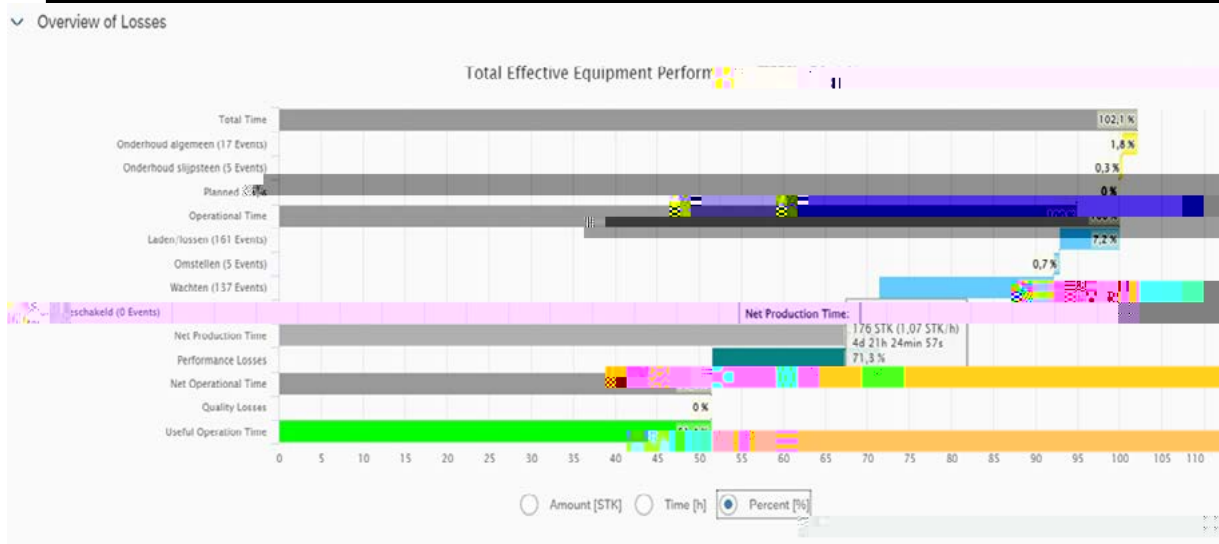 Overview of Losses
Total Effective Equipment Perform
Total Time
102,1 %
Onderhoud algemeen (17 Events)
1,8 %
Onderhoud slijpsteen (5 Events)
0,3 %
Planned
0 %
Operational Time
Laden/lossen (161 Events)
7,2 %
Omstellen (5 Events)
0,7 %
Wachten (137 Events)
eschakeld (0 Events)
Net Production Time:
Net Production Time
176 STK (1,07 STK/h)
4d 21h 24min 57s
Performance Losses
71,3 %
Net Operational Time
Quality Losses
0 %
Useful Operation Time
0 5 10 15 20 25 30 35 40 45 50 55 60 65 70 75 80 85 90 95 100 105 110
Amount [STK] Time [h] Percent [%]